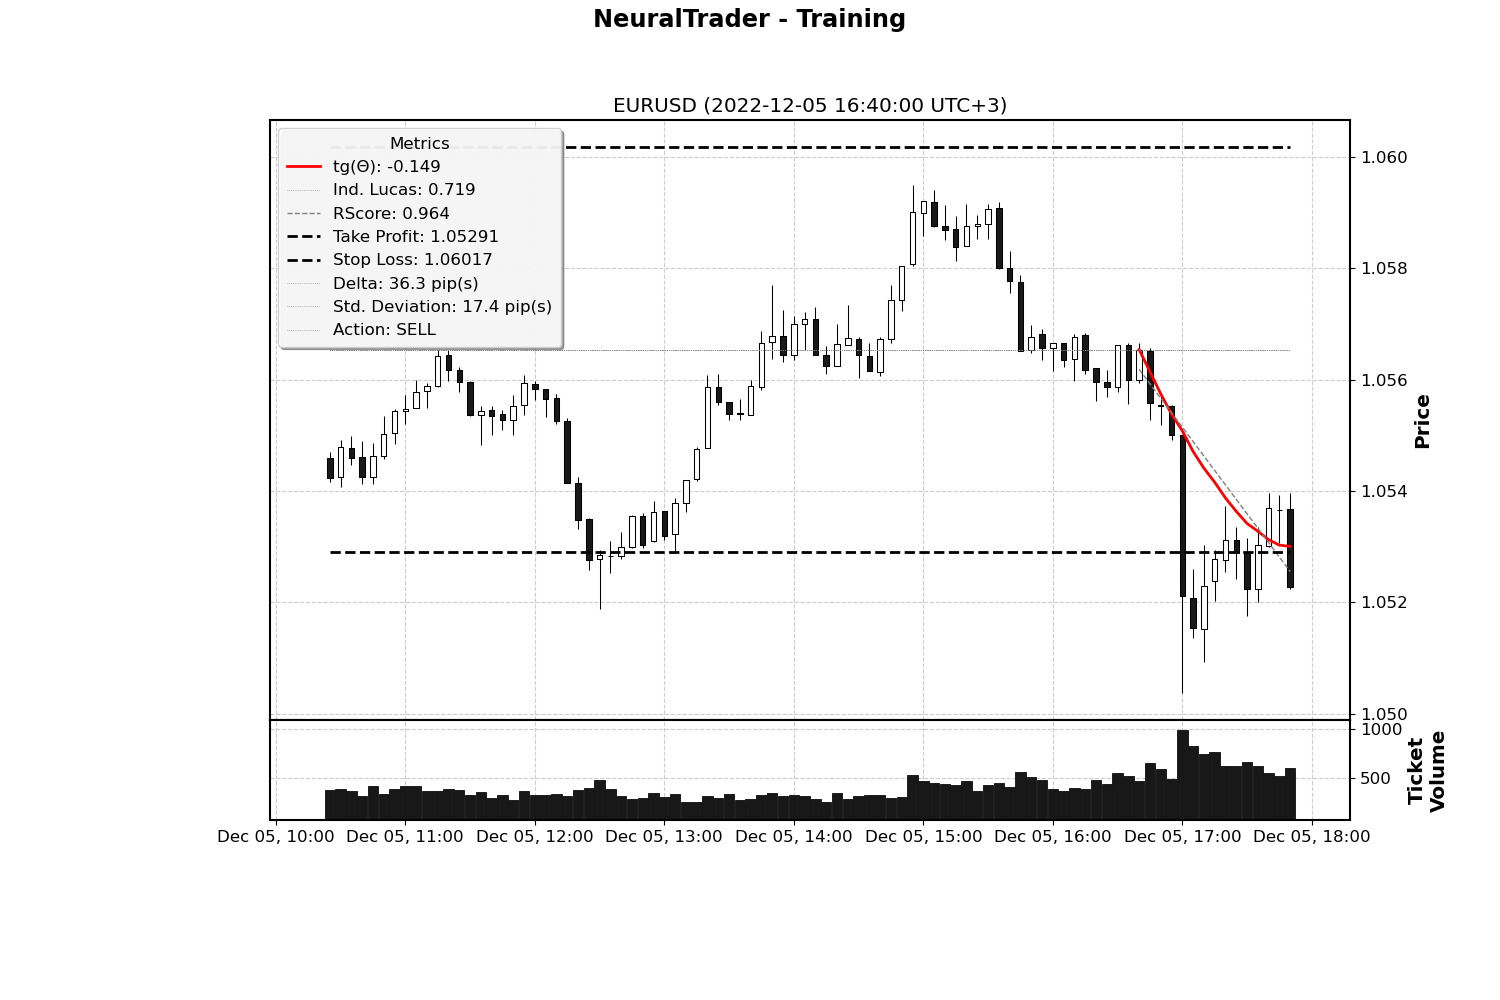 NeuralTrader - Training
EURUSD (2022-12-05 16:40:00 UTC+3)
Metrics
tg(Θ): -0.149
Ind. Lucas: 0.719
RScore: 0.964
Take Profit: 1.05291
Stop Loss: 1.06017
Delta: 36.3 pip(s)
Std. Deviation: 17.4 pip(s)
Action: SELL
1.060
1.058
1.056
1.054
1.052
1.050
Price
1000
500
Ticket
Volume
Dec 05, 10:00 Dec 05, 11:00 Dec 05, 12:00 Dec 05, 13:00 Dec 05, 14:00 Dec 05, 15:00 Dec 05, 16:00 Dec 05, 17:00 Dec 05, 18:00